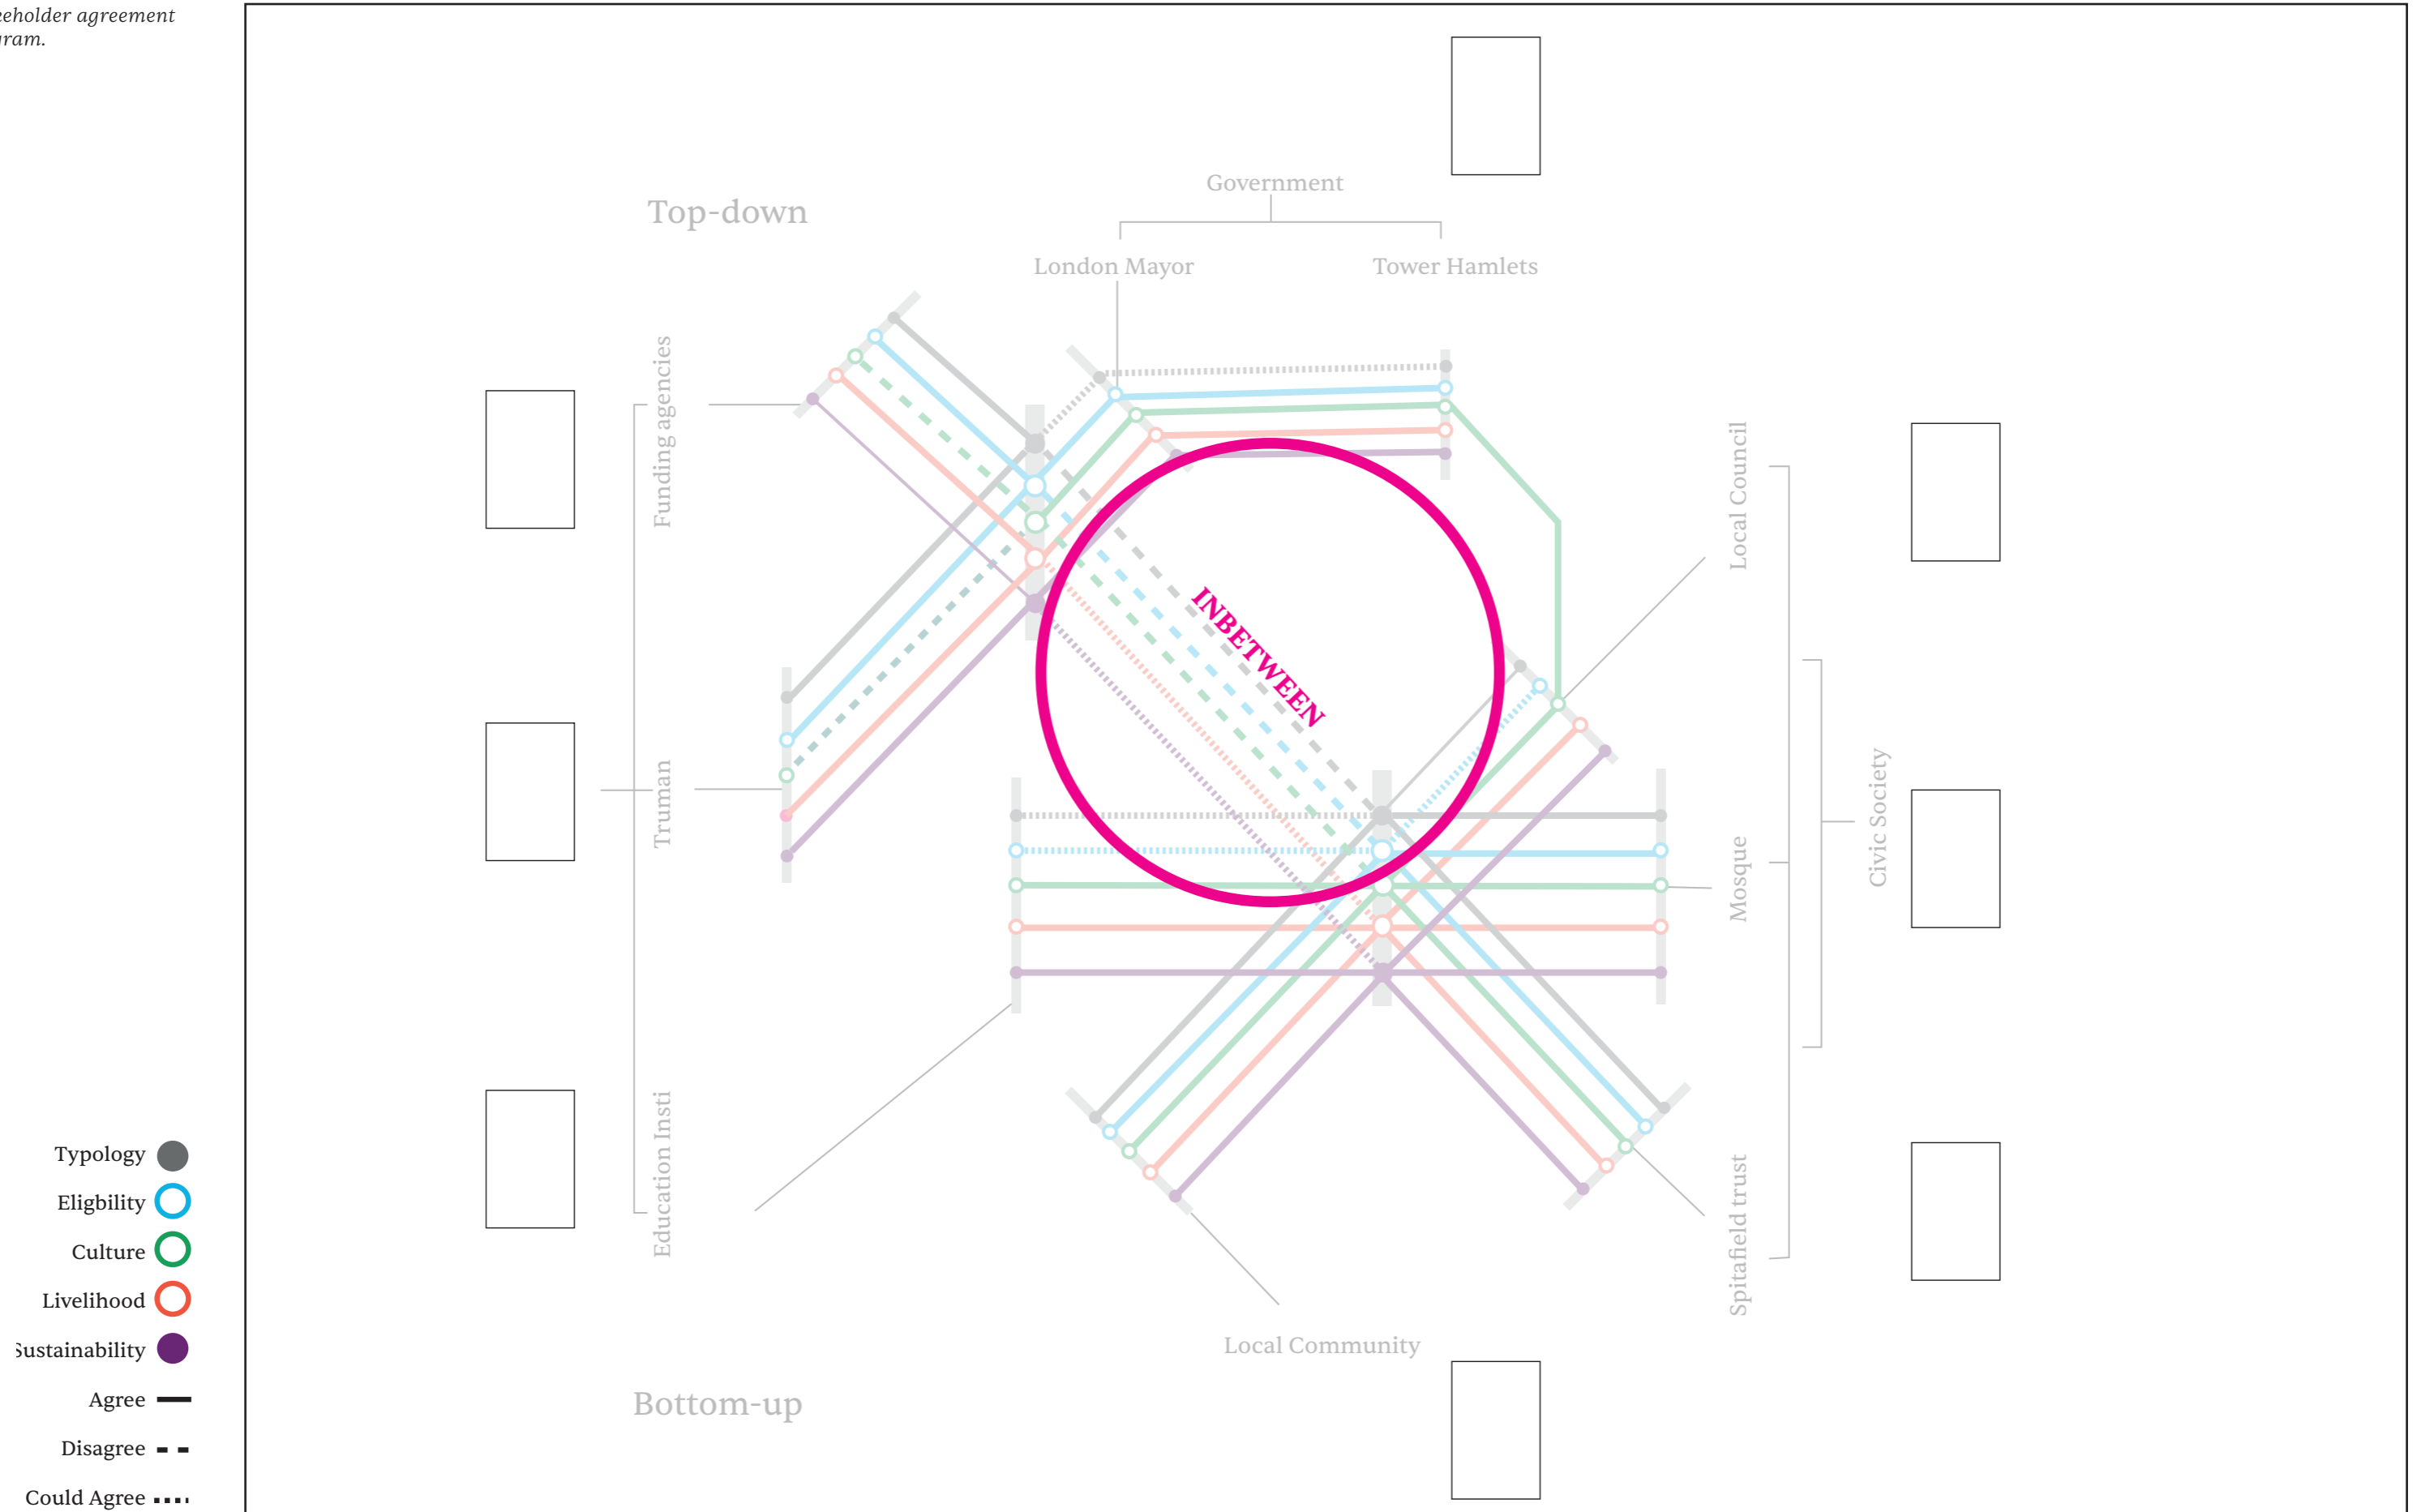 eholder agreement
gram.
Government
Top-down
London Mayor
Tower Hamlets
Funding agencies
Local Council
INBETWEEN
Truman
Mosque
Civic Society
Education Insti
Spitafield trust
Local Community
Bottom-up
Typology
Eligbility
Culture
Livelihood
Sustainability
Agree
Disagree
Could Agree